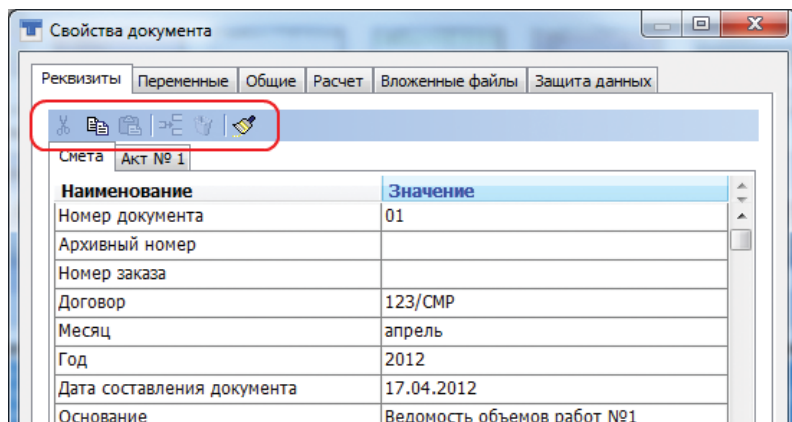 Свойства документа
Реквизиты Переменные Общие Расчет Вложенные файлы Защита данных
Смета Акт № 1
Наименование Значение
Номер документа 01
Архивный номер
Номер заказа
Договор 123/СМР
Месяц апрель
Год 2012
Дата составления документа 17.04.2012
Основание Ведомость объемов работ №1